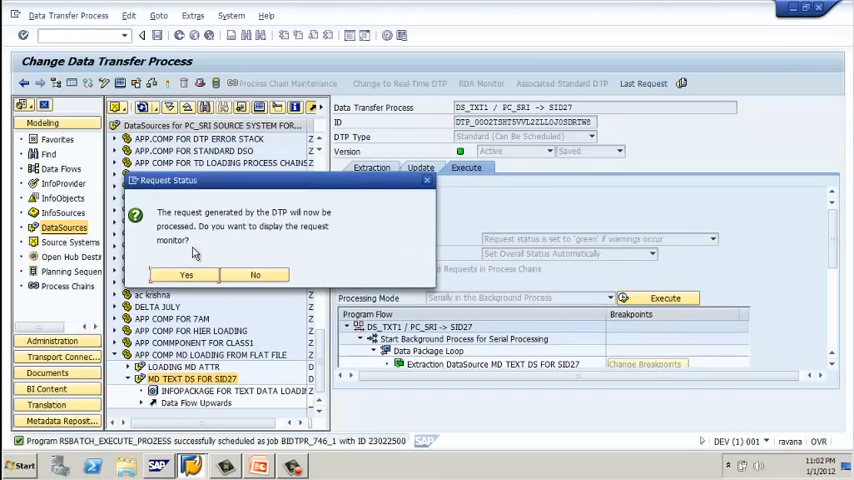 Data Transfer Process Edit Goto Extras System Help
Change Data Transfer Process
Process Chain Maintenance Change to Real-Time DTP RDA Monitor Associated Standard DTP Last Request
Modeling
Favorites
Find
Data Flows
InfoProvider
InfoObjects
InfoSources
DataSources
Source Systems
Open Hub Destin
Planning Sequen
Process Chains
Administration
Transport Connec...
Documents
BI Content
Translation
Metadata Reposit...
DataSources for PC_SRI SOURCE SYSTEM FOR...
APP.COMP FOR DTP ERROR STACK Z
APP.COMP FOR STANDARD DSO Z
APP.COMP FOR TD LOADING PROCESS CHAINS Z
ac krishna Z
DELTA JULY Z
APP COMP FOR 7AM Z
APP COMP FOR HIER LOADING Z
APP COMMPONENT FOR CLASS1 Z
APP COMP MD LOADING FROM FLAT FILE Z
LOADING MD ATTR D
MD TEXT DS FOR SID27 D
INFOPACKAGE FOR TEXT DATA LOADIN Z
Data Flow Upwards
Data Transfer Process DS_TXT1 / PC_SRI -> SID27
ID
DTP Type Standard (Can Be Scheduled)
Version Active Saved
Extraction Update Execute
Request status is set to 'green' if warnings occur
Set Overall Status Automatically
d Requests in Process Chains
Processing Mode Serially in the Background Process Execute
Program Flow Breakpoints
DS_TXT1 / PC_SRI -> SID27
Start Background Process for Serial Processing
Data Package Loop
Extraction DataSource MD TEXT DS FOR SID27 Change Breakpoints
Request Status
The request generated by the DTP will now be
processed. Do you want to display the request
monitor?
Yes No
Program RSBATCH_EXECUTE_PROZESS successfully scheduled as job BIDTPR_746_1 with ID 23022500 SAP DEV (1) 001 ravana OVR
Start SAP 11:02 PM
1/1/2012